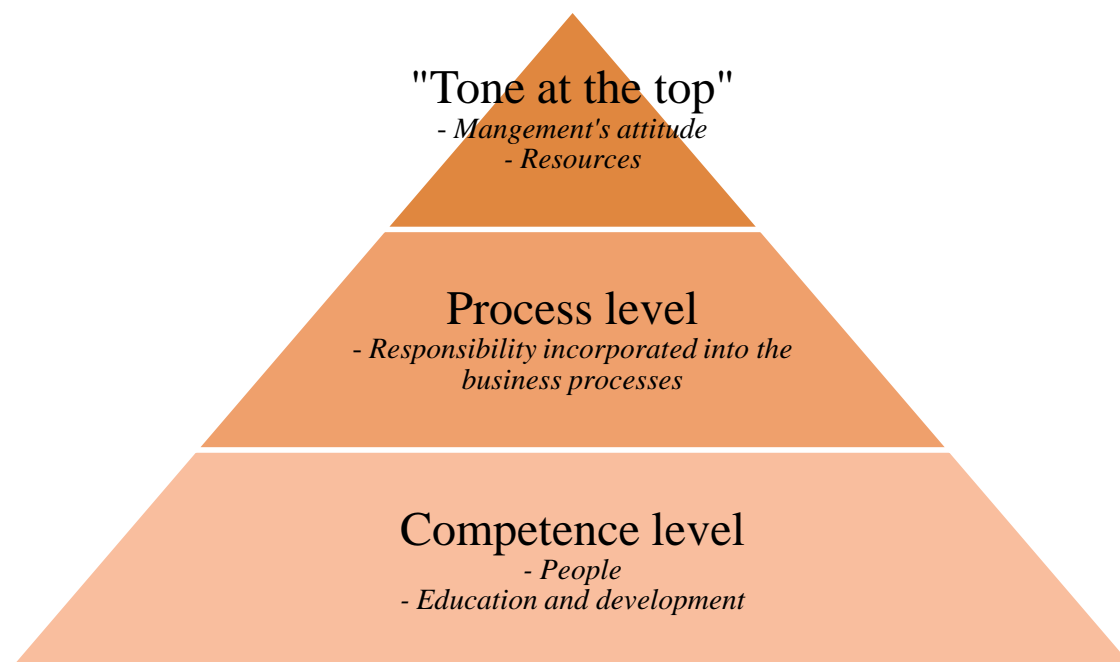 "Tone at the top"
- Mangement's attitude
- Resources
Process level
- Responsibility incorporated into the
business processes
Competence level
- People
- Education and development